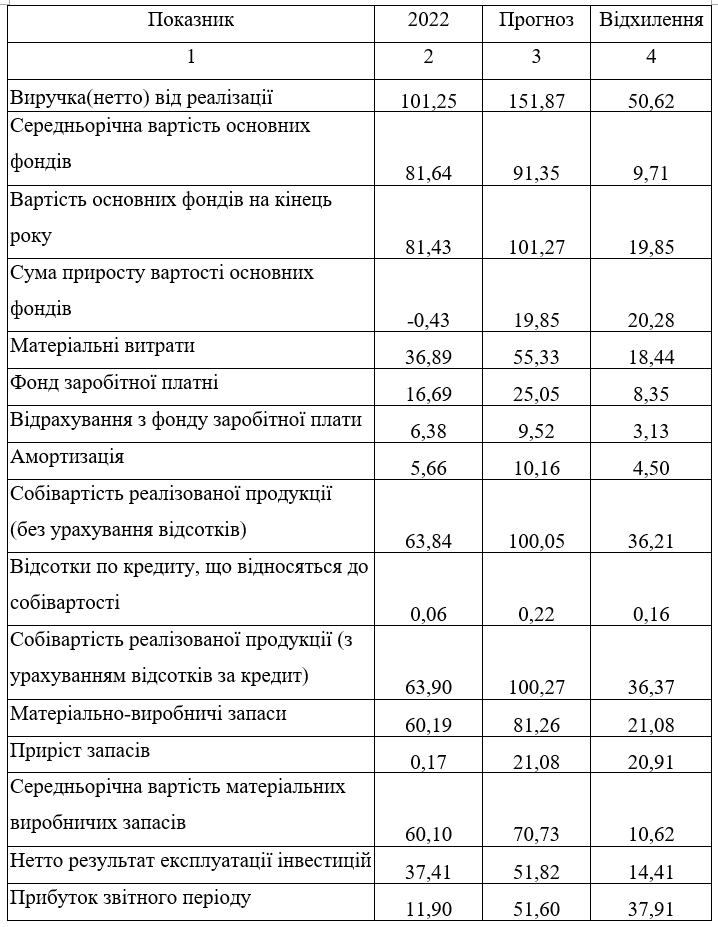 Показник 2022 Прогноз Відхилення
1 2 3 4
Виручка(нетто) від реалізації 101,25 151,87 50,62
Середньорічна вартість основних
фондів 81,64 91,35 9,71
Вартість основних фондів на кінець
року 81,43 101,27 19,85
Сума приросту вартості основних
фондів -0,43 19,85 20,28
Матеріальні витрати 36,89 55,33 18,44
Фонд заробітної платні 16,69 25,05 8,35
Відрахування з фонду заробітної плати 6,38 9,52 3,13
Амортизація 5,66 10,16 4,50
Собівартість реалізованої продукції
(без урахування відсотків) 63,84 100,05 36,21
Відсотки по кредиту, що відносяться до
собівартості 0,06 0,22 0,16
Собівартість реалізованої продукції (з
урахуванням відсотків за кредит) 63,90 100,27 36,37
Матеріально-виробничі запаси 60,19 81,26 21,08
Приріст запасів 0,17 21,08 20,91
Середньорічна вартість матеріальних
виробничих запасів 60,10 70,73 10,62
Нетто результат експлуатації інвестицій 37,41 51,82 14,41
Прибуток звітного періоду 11,90 51,60 37,91